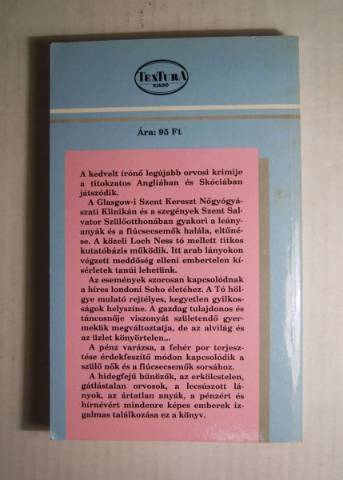 TEXTURA
KIADÓ
Ára: 95 Ft
A kedvelt írónő legújabb orvosi krimije
a titokzatos Angliában és Skóciában
játszódik.
A Glasgow-i Szent Kereszt Nőgyógyá-
szati Klinikán és a szegények Szent Sal-
vator Szülőotthonában gyakori a leány-
anyák és a fiúcsecsemők halála, eltűné-
se. A közeli Loch Ness tó mellett titkos
kutatóbázis működik. Itt arab lányokon
végzett meddőség elleni embertelen kí-
sérletek tanúi lehetünk.
Az események szorosan kapcsolódnak
a híres londoni Soho életéhez. A Tó höl-
gye mulató rejtélyes, kegyetlen gyilkos-
ságok helyszíne. A gazdag tulajdonos és
táncosnője viszonyát születendő gyer-
mekük megváltoztatja, de az alvilág és
az üzlet könyörtelen...
A pénz varázsa, a fehér por terjesz-
tése érdekfeszítő módon kapcsolódik a
szülő nők és a fiúcsecsemők sorsához.
A hidegfejű bűnözők, az erkölcstelen,
gátlástalan orvosok, a lecsúszott lá-
nyok, az ártatlan anyák, a pénzért és
hírnévért mindenre képes emberek iz-
galmas találkozása ez a könyv.